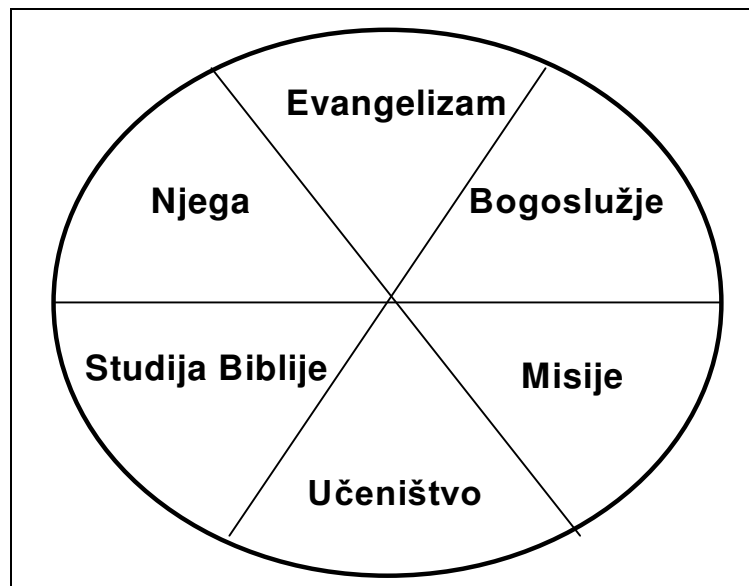 Evangelizam
Njega
Bogoslužje
Studija Biblije
Misije
Učeništvo